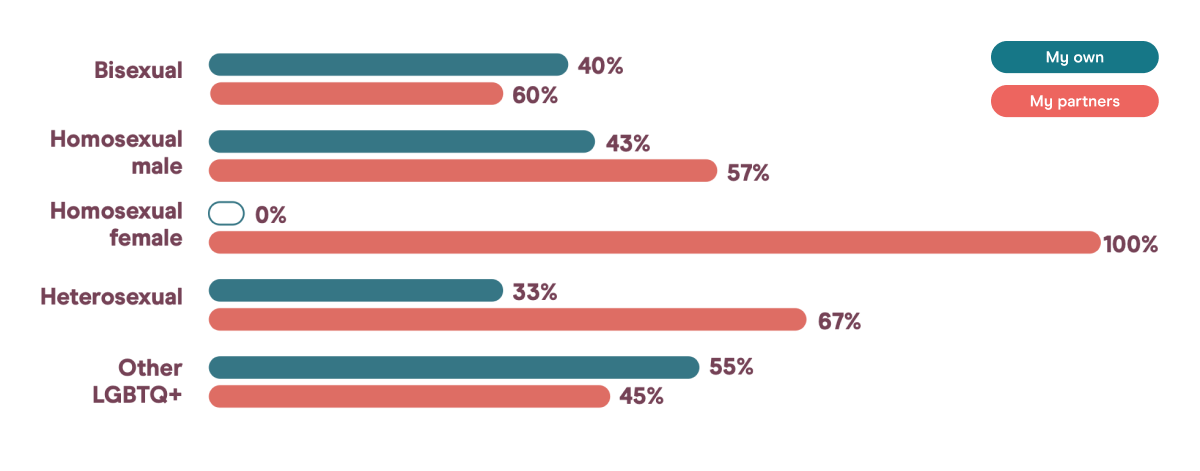 My own
My partners
Bisexual
40%
60%
Homosexual
male
43%
57%
Homosexual
female
0%
100%
Heterosexual
33%
67%
Other
LGBTQ+
55%
45%